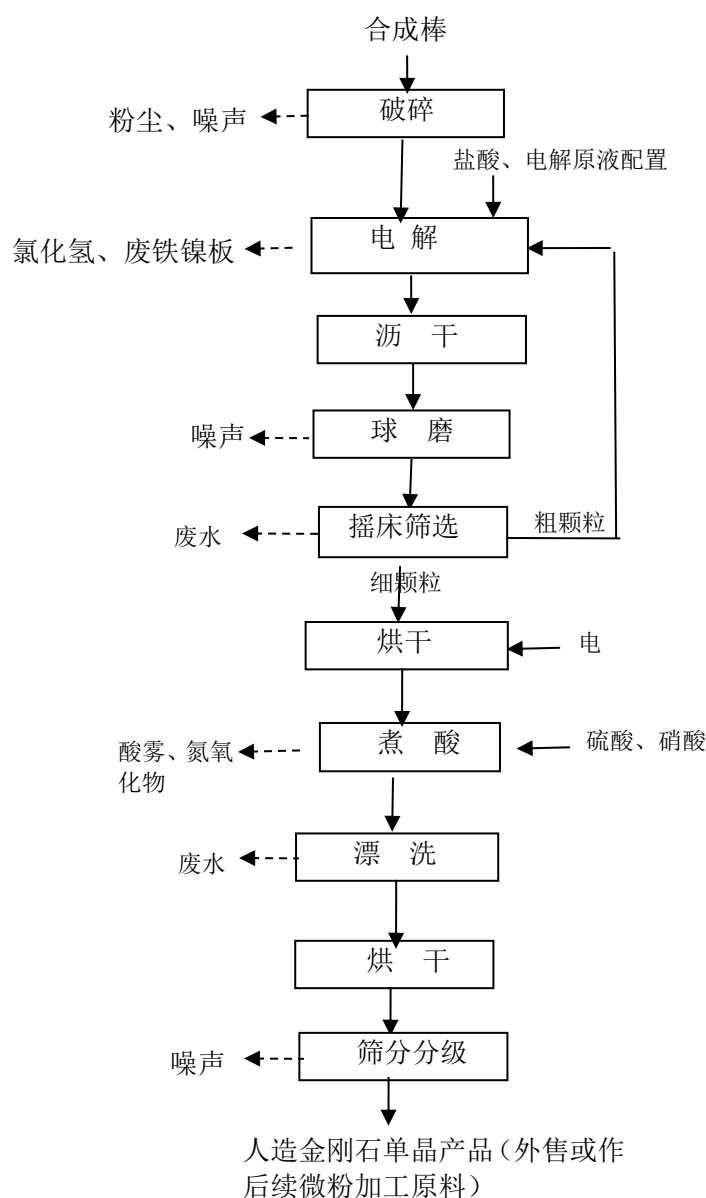 合成棒
破碎
粉尘、噪声
盐酸、电解原液配置
电 解
氯化氢、废铁镍板
沥 干
球 磨
噪声
摇床筛选
粗颗粒
废水
细颗粒
烘干
电
煮 酸
硫酸、硝酸
酸雾、氮氧
化物
漂 洗
废水
烘 干
筛分分级
噪声
人造金刚石单晶产品（外售或作
后续微粉加工原料）